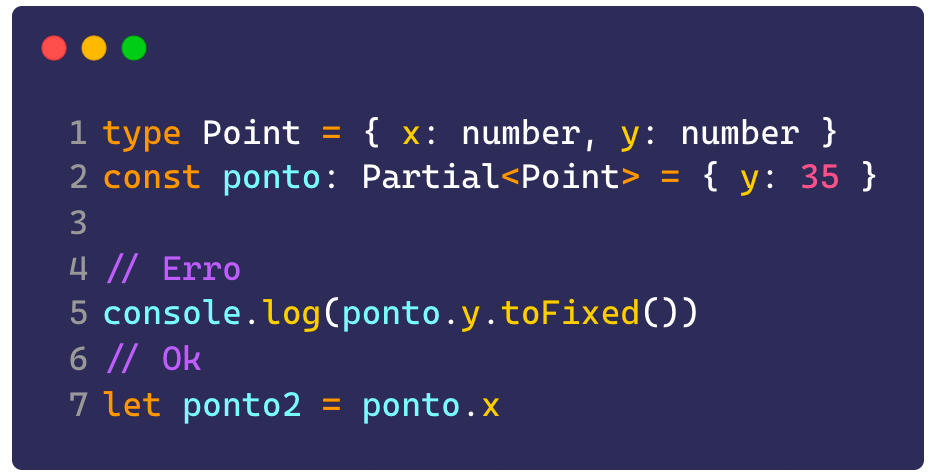 1 type Point = { x: number, y: number }
2 const ponto: Partial<Point> = { y: 35 }
3
4 // Erro
5 console.log(ponto.y.toFixed())
6 // Ok
7 let ponto2 = ponto.x